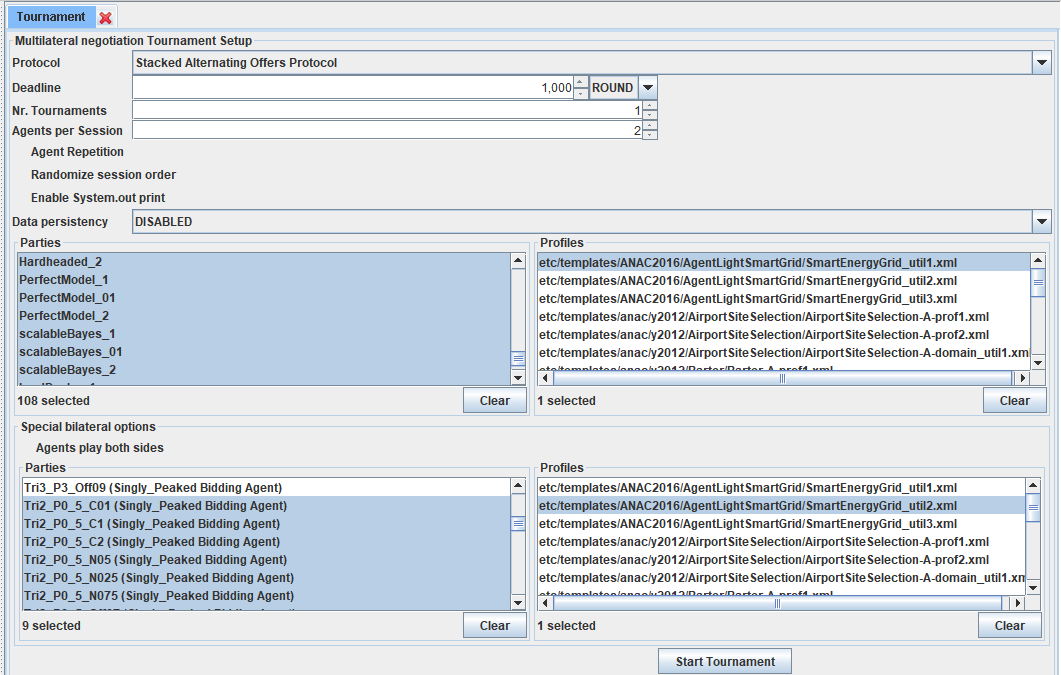 Tournament
Multilateral negotiation Tournament Setup
Protocol Stacked Alternating Offers Protocol
Deadline 1,000 ROUND
Nr. Tournaments 1
Agents per Session 2
Agent Repetition
Randomize session order
Enable System.out print
Data persistency DISABLED
Parties
Hardheaded_2
PerfectModel_1
PerfectModel_01
PerfectModel_2
scalableBayes_1
scalableBayes_01
scalableBayes_2
108 selected
Clear
Profiles
etc/templates/ANAC2016/AgentLightSmartGrid/SmartEnergyGrid_util1.xml
etc/templates/ANAC2016/AgentLightSmartGrid/SmartEnergyGrid_util2.xml
etc/templates/ANAC2016/AgentLightSmartGrid/SmartEnergyGrid_util3.xml
etc/templates/anac/y2012/AirportSiteSelection/AirportSiteSelection-A-prof1.xml
etc/templates/anac/y2012/AirportSiteSelection/AirportSiteSelection-A-prof2.xml
etc/templates/anac/y2012/AirportSiteSelection/AirportSiteSelection-A-domain_util1.xm
1 selected
Clear
Special bilateral options
Agents play both sides
Parties
Tri3_P3_Off09 (Singly_Peaked Bidding Agent)
Tri2_P0_5_C01 (Singly_Peaked Bidding Agent)
Tri2_P0_5_C1 (Singly_Peaked Bidding Agent)
Tri2_P0_5_C2 (Singly_Peaked Bidding Agent)
Tri2_P0_5_N05 (Singly_Peaked Bidding Agent)
Tri2_P0_5_N025 (Singly_Peaked Bidding Agent)
Tri2_P0_5_N075 (Singly_Peaked Bidding Agent)
9 selected
Clear
Profiles
etc/templates/ANAC2016/AgentLightSmartGrid/SmartEnergyGrid_util1.xml
etc/templates/ANAC2016/AgentLightSmartGrid/SmartEnergyGrid_util2.xml
etc/templates/ANAC2016/AgentLightSmartGrid/SmartEnergyGrid_util3.xml
etc/templates/anac/y2012/AirportSiteSelection/AirportSiteSelection-A-prof1.xml
etc/templates/anac/y2012/AirportSiteSelection/AirportSiteSelection-A-prof2.xml
etc/templates/anac/y2012/AirportSiteSelection/AirportSiteSelection-A-domain_util1.xm
1 selected
Clear
Start Tournament